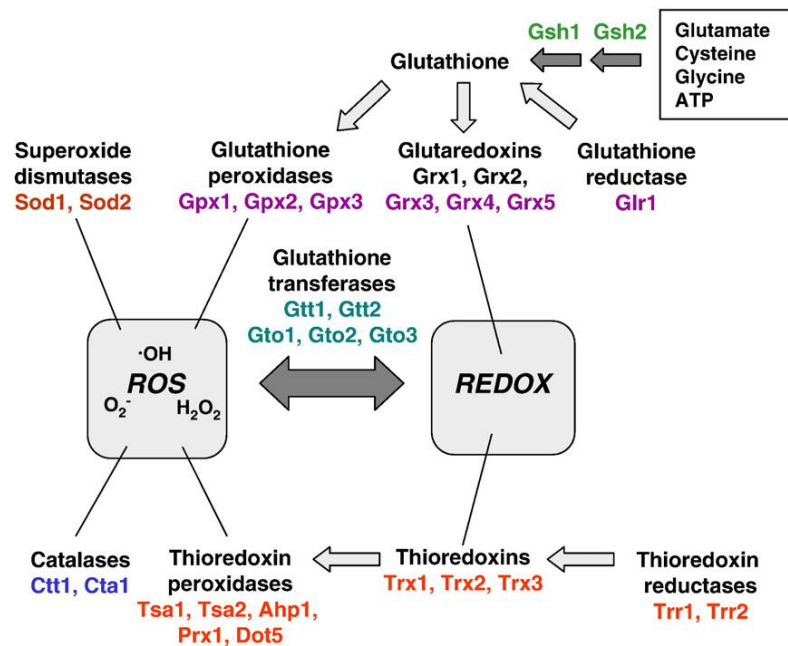 Gsh1 Gsh2
Glutamate
Cysteine
Glycine
ATP
Glutathione
Superoxide
dismutases
Sod1, Sod2
Glutathione
peroxidases
Gpx1, Gpx2, Gpx3
Glutaredoxins
Grx1, Grx2,
Grx3, Grx4, Grx5
Glutathione
reductase
Glr1
Glutathione
transferases
Gtt1, Gtt2
Gto1, Gto2, Gto3
·OH
ROS
O₂⁻
H₂O₂
REDOX
Catalases
Ctt1, Cta1
Thioredoxin
peroxidases
Tsa1, Tsa2, Ahp1,
Prx1, Dot5
Thioredoxins
Trx1, Trx2, Trx3
Thioredoxin
reductases
Trr1, Trr2